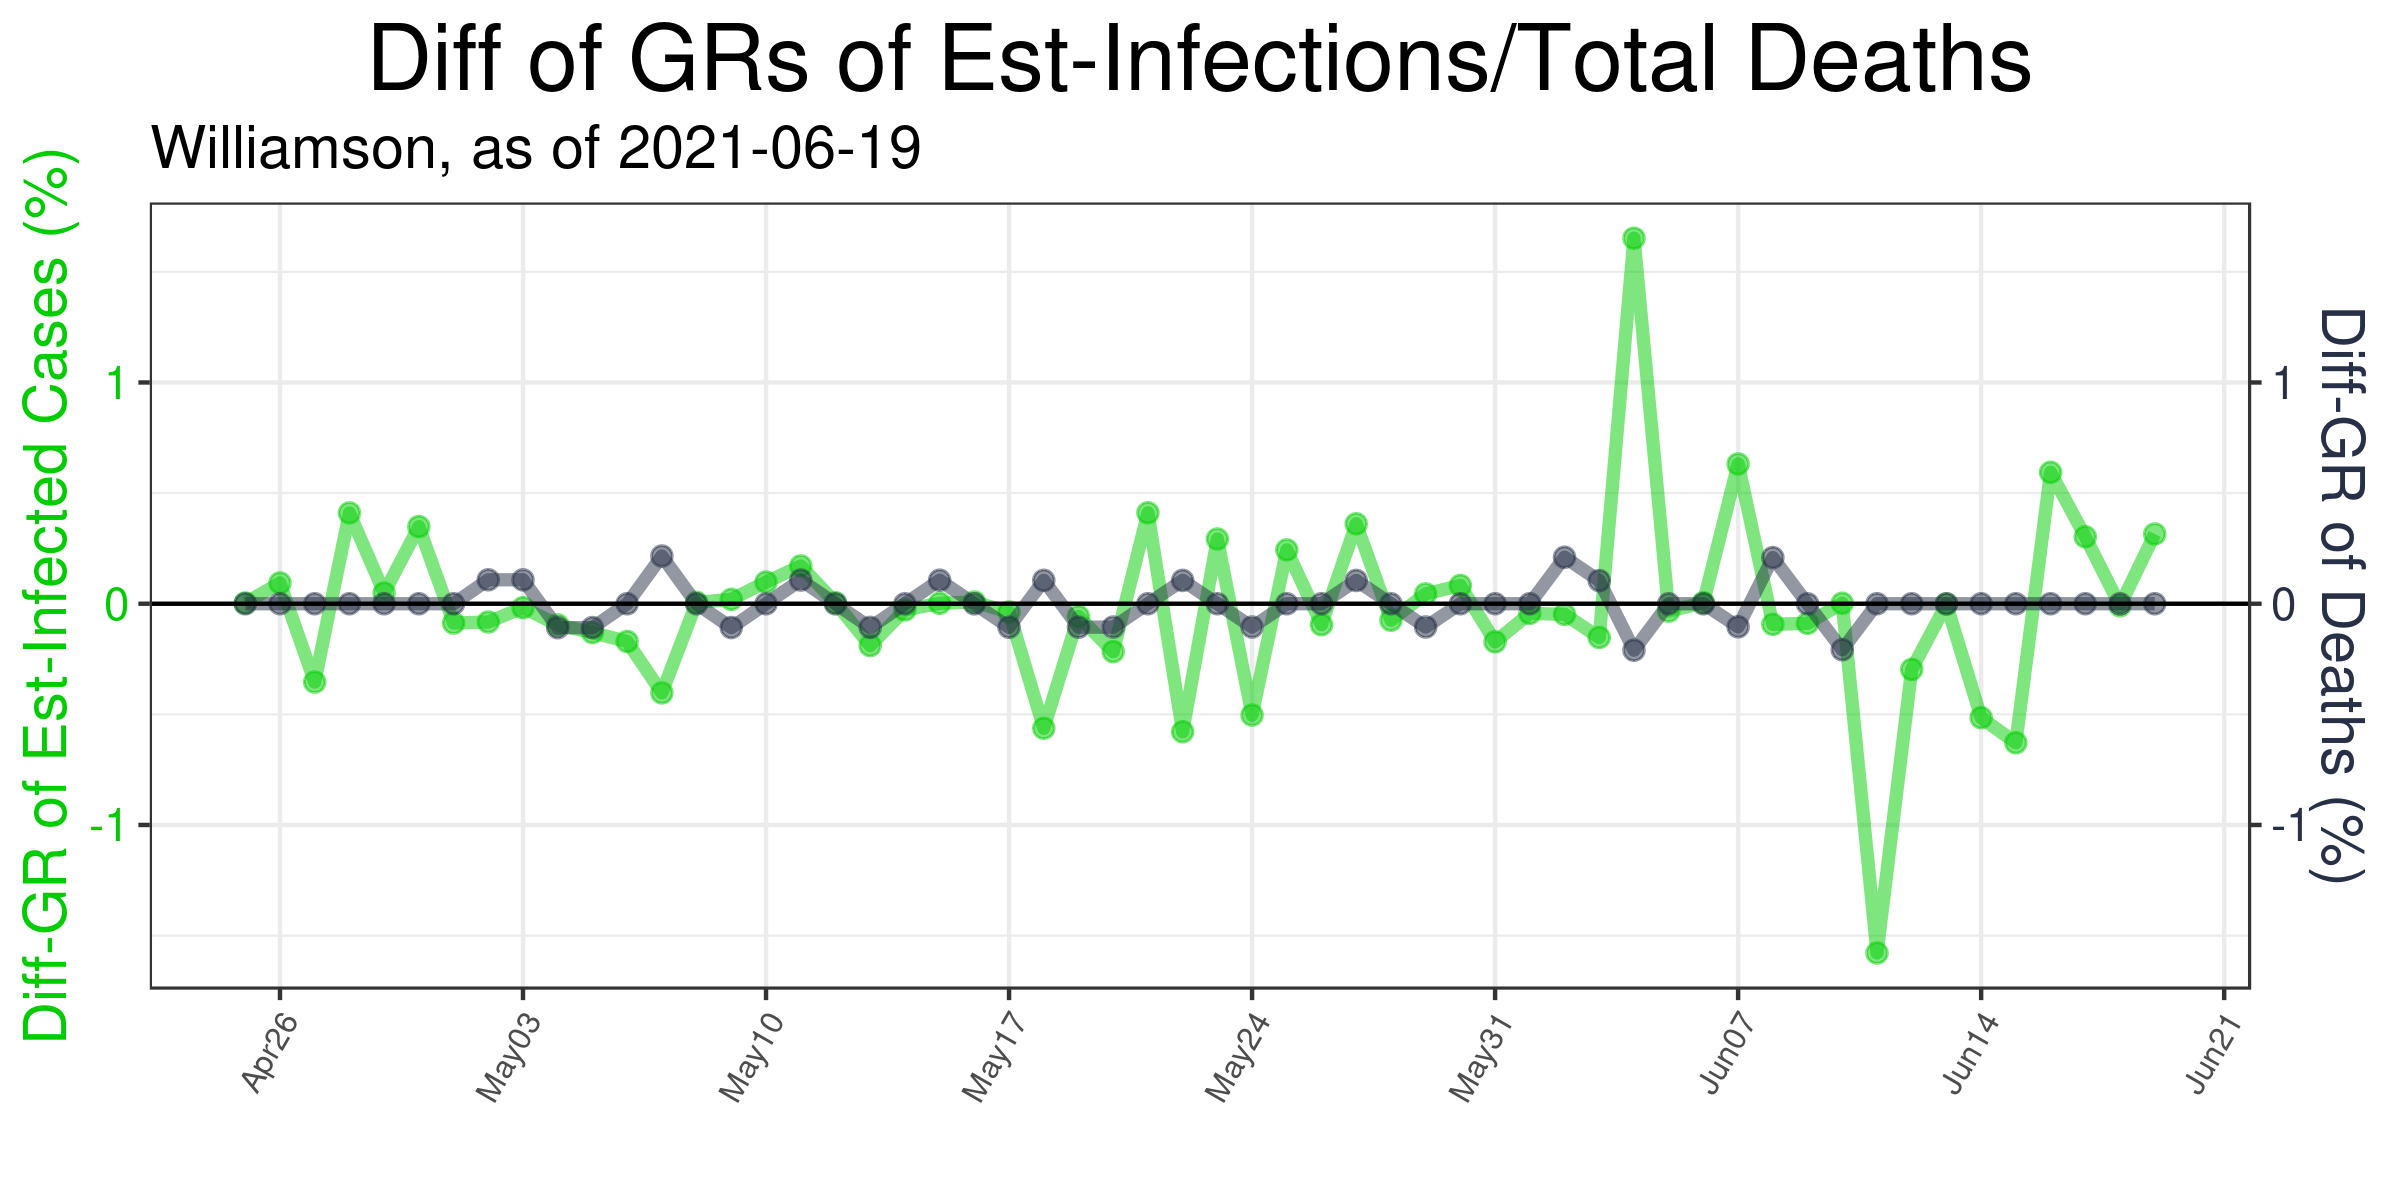 Diff of GRs of Est-Infections/Total Deaths
Williamson, as of 2021-06-19
Diff-GR of Est-Infected Cases (%)
1
0
-1
1
0
-1
Diff-GR of Deaths (%)
Apr26
May03
May10
May17
May24
May31
Jun07
Jun14
Jun21